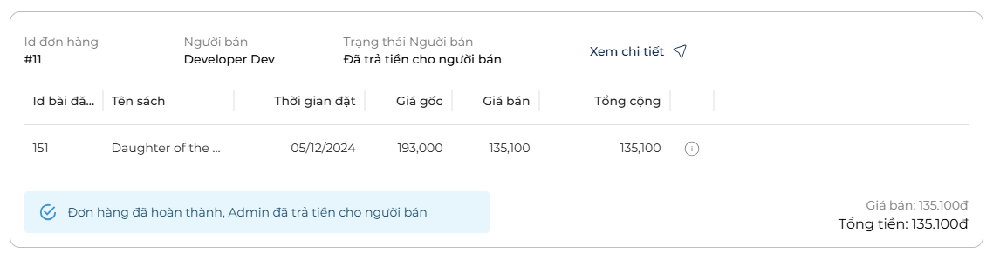 Id đơn hàng Người bán Trạng thái Người bán
#11 Developer Dev Đã trả tiền cho người bán Xem chi tiết
Id bài đă... Tên sách Thời gian đặt Giá gốc Giá bán Tổng cộng
151 Daughter of the ... 05/12/2024 193,000 135,100 135,100
Đơn hàng đã hoàn thành, Admin đã trả tiền cho người bán
Giá bán: 135.100đ
Tổng tiền: 135.100đ